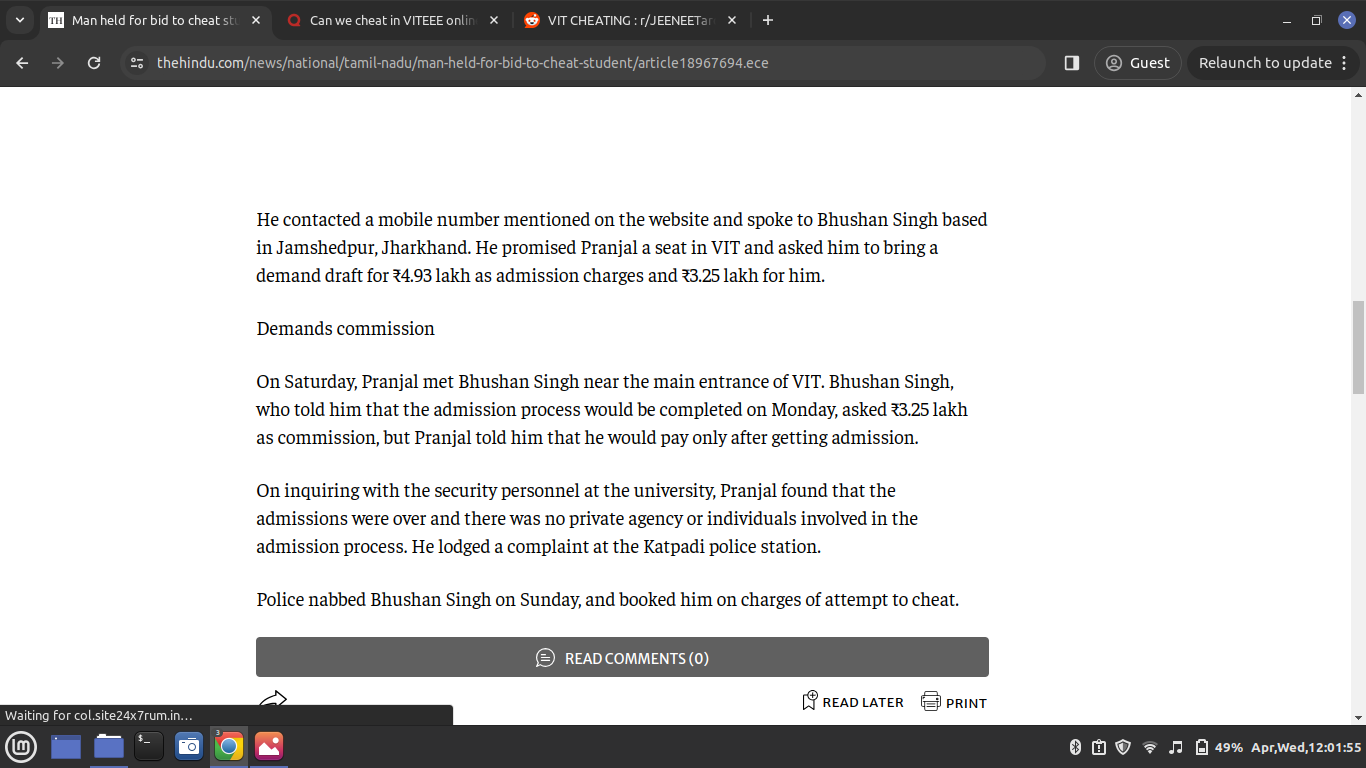 Man held for bid to cheat stu
Can we cheat in VITEEE onlin
VIT CHEATING : r/JEENEETar
thehindu.com/news/national/tamil-nadu/man-held-for-bid-to-cheat-student/article18967694.ece
Guest
Relaunch to update
He contacted a mobile number mentioned on the website and spoke to Bhushan Singh based
in Jamshedpur, Jharkhand. He promised Pranjal a seat in VIT and asked him to bring a
demand draft for ₹4.93 lakh as admission charges and ₹3.25 lakh for him.
Demands commission
On Saturday, Pranjal met Bhushan Singh near the main entrance of VIT. Bhushan Singh,
who told him that the admission process would be completed on Monday, asked ₹3.25 lakh
as commission, but Pranjal told him that he would pay only after getting admission.
On inquiring with the security personnel at the university, Pranjal found that the
admissions were over and there was no private agency or individuals involved in the
admission process. He lodged a complaint at the Katpadi police station.
Police nabbed Bhushan Singh on Sunday, and booked him on charges of attempt to cheat.
READ COMMENTS (0)
READ LATER
PRINT
Waiting for col.site24x7rum.in...
3
49%
Apr,Wed,12:01:55